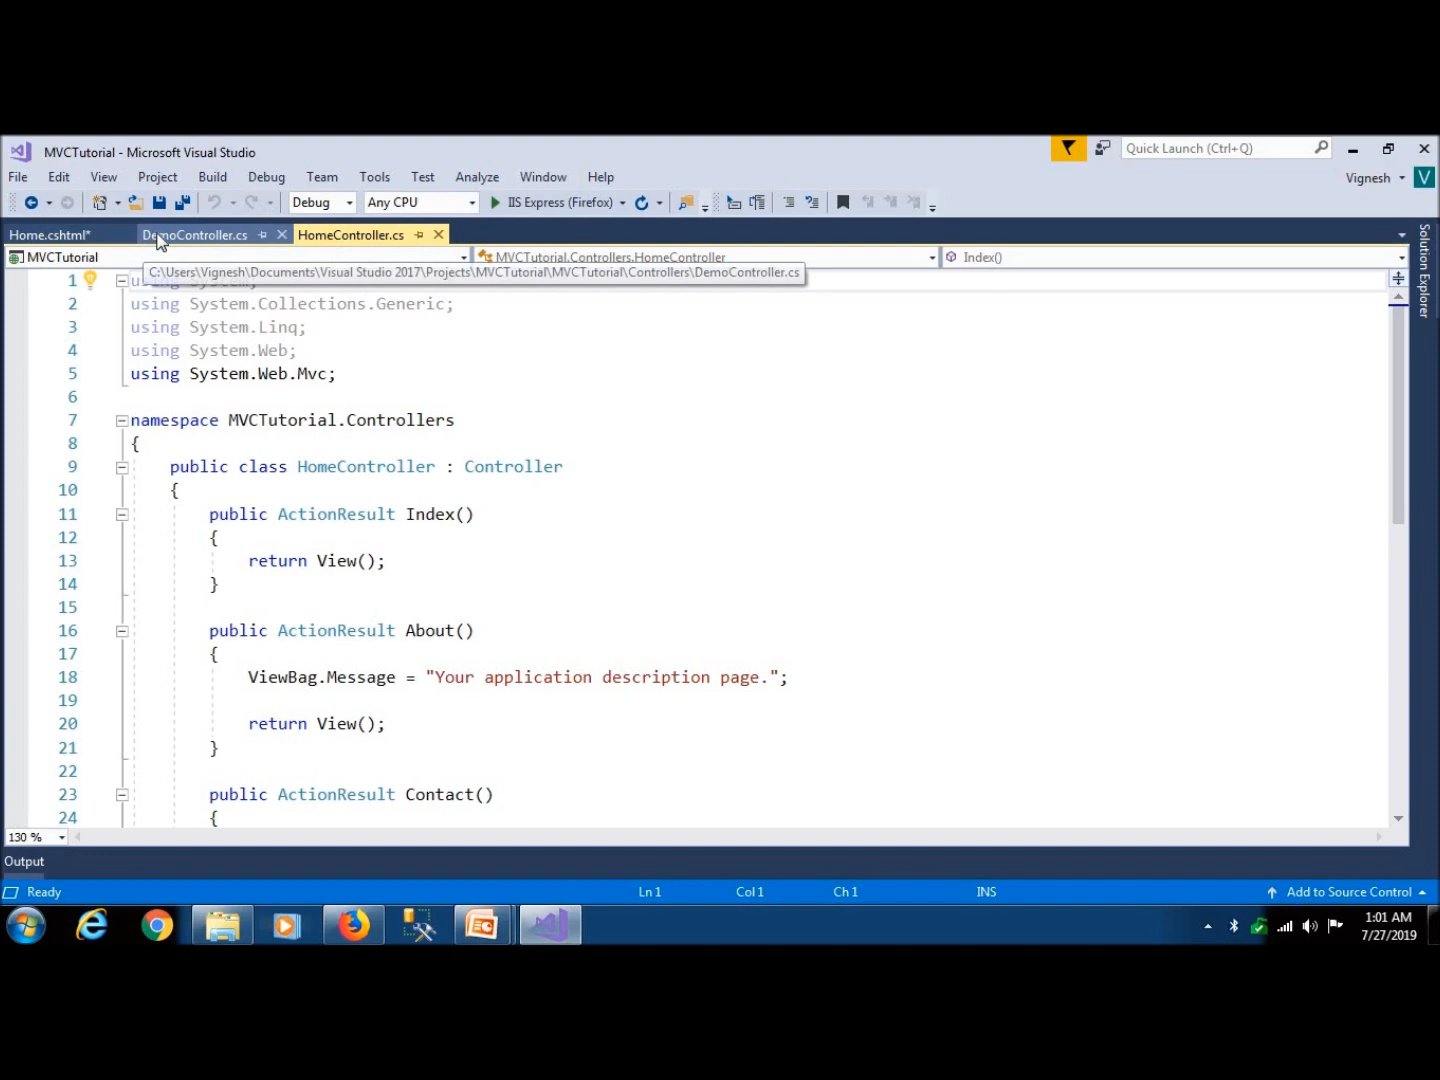 MVCTutorial - Microsoft Visual Studio
Quick Launch (Ctrl+Q)
File Edit View Project Build Debug Team Tools Test Analyze Window Help
Vignesh V
Debug Any CPU IIS Express (Firefox)
Home.cshtml* DemoController.cs HomeController.cs
MVCTutorial MVCTutorial.Controllers.HomeController Index()
C:\Users\Vignesh\Documents\Visual Studio 2017\Projects\MVCTutorial\MVCTutorial\Controllers\DemoController.cs
Solution Explorer
1 using System;
2 using System.Collections.Generic;
3 using System.Linq;
4 using System.Web;
5 using System.Web.Mvc;
6
7 namespace MVCTutorial.Controllers
8 {
9 public class HomeController : Controller
10 {
11 public ActionResult Index()
12 {
13 return View();
14 }
15
16 public ActionResult About()
17 {
18 ViewBag.Message = "Your application description page.";
19
20 return View();
21 }
22
23 public ActionResult Contact()
24 {
130 %
Output
Ready Ln 1 Col 1 Ch 1 INS Add to Source Control
1:01 AM
7/27/2019